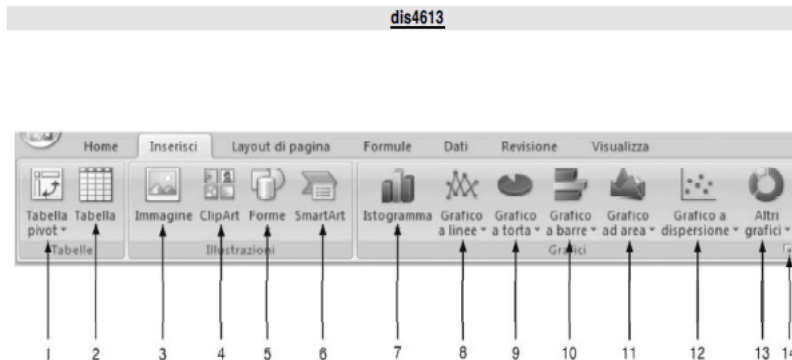 dis4613
Home Inserisci Layout di pagina Formule Dati Revisione Visualizza
Tabella pivot Tabella Immagine ClipArt Forme SmartArt Istogramma Grafico a linee Grafico a torta Grafico a barre Grafico ad area Grafico a dispersione Altri grafici
Tabelle Illustrazioni Grafici
1 2 3 4 5 6 7 8 9 10 11 12 13 14